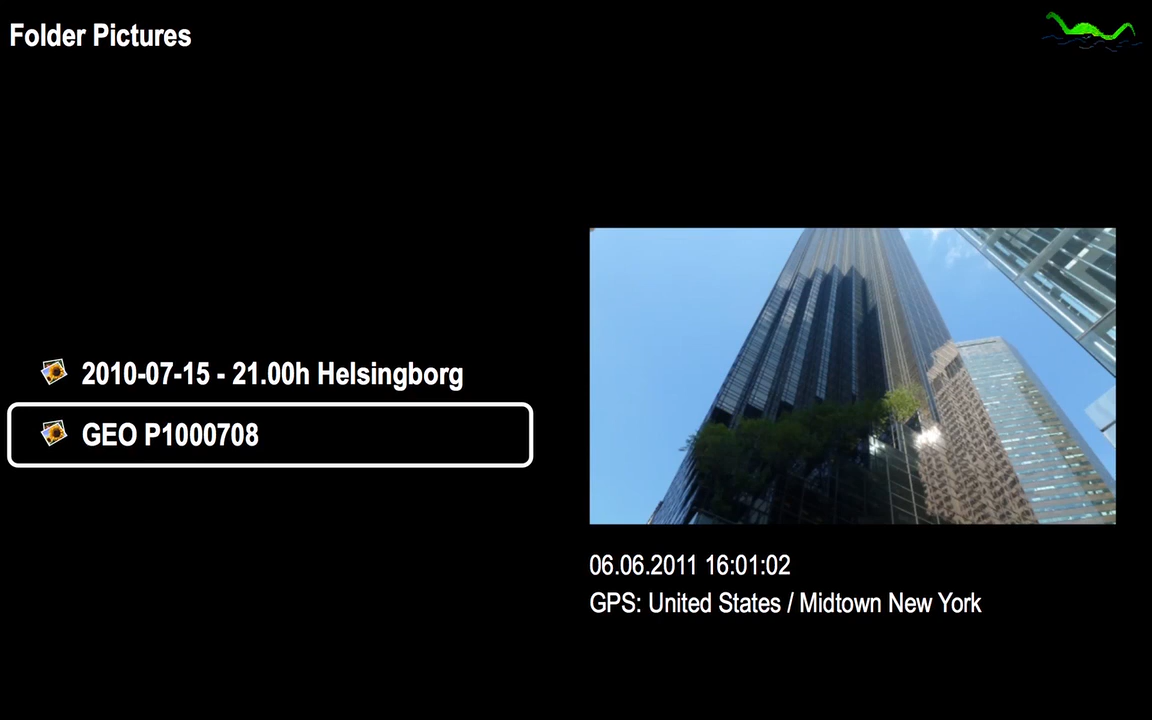 Folder Pictures
2010-07-15 - 21.00h Helsingborg
GEO P1000708
06.06.2011 16:01:02
GPS: United States / Midtown New York